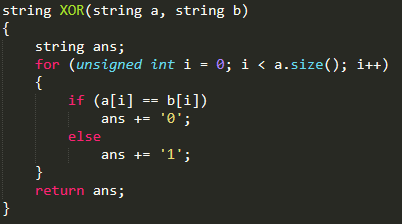 string XOR(string a, string b)
{
    string ans;
    for (unsigned int i = 0; i < a.size(); i++)
    {
        if (a[i] == b[i])
            ans += '0';
        else
            ans += '1';
    }
    return ans;
}